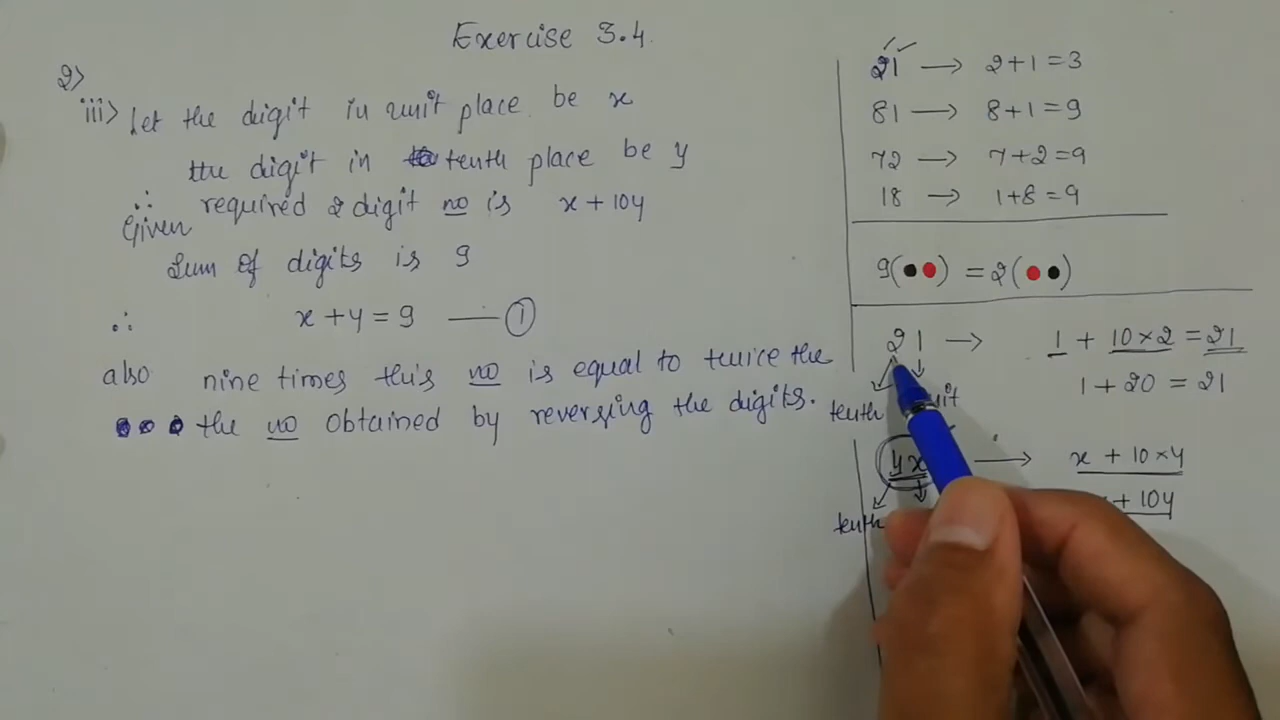 Exercise 3.4
2>
iii> Let the digit in unit place be x
the digit in tenth place be y
∴ required 2 digit no is x + 10y
Given
Sum of digits is 9
∴ x + y = 9 —— ①
also nine times this no is equal to twice the
the no obtained by reversing the digits.
21 → 2+1=3
81 → 8+1=9
72 → 7+2=9
18 → 1+8=9
9( ) = 2( )
21 → 1 + 10×2 = 21
1 + 20 = 21
tenth
yx → x + 10×y
+ 10y
tenth